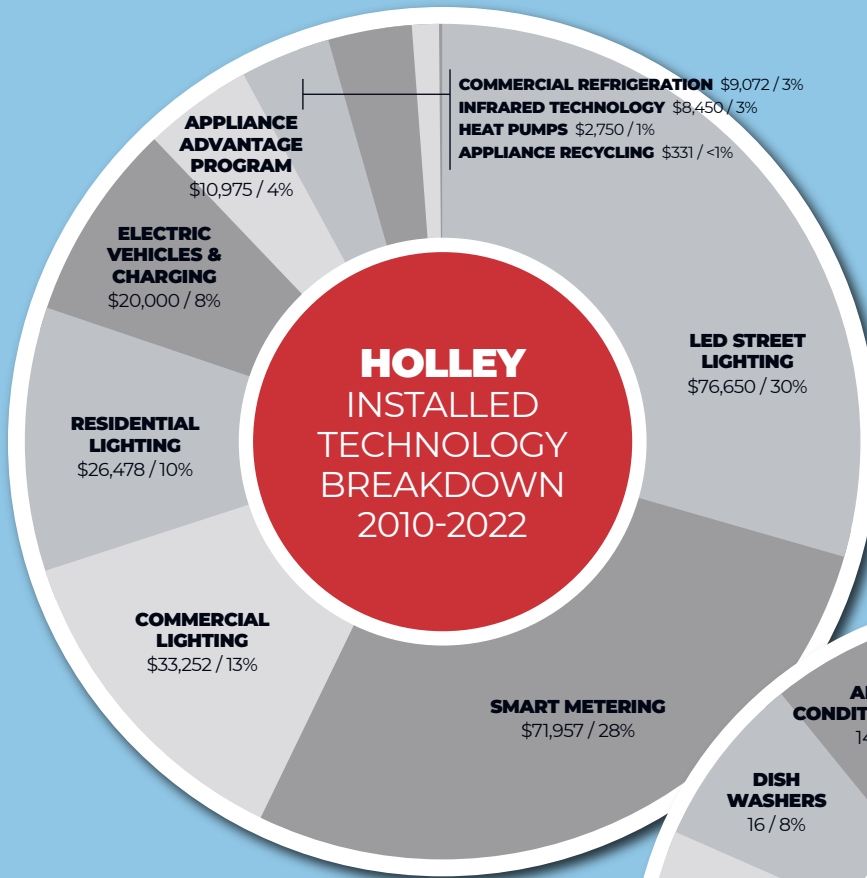 COMMERCIAL REFRIGERATION $9,072 / 3%
INFRARED TECHNOLOGY $8,450 / 3%
HEAT PUMPS $2,750 / 1%
APPLIANCE RECYCLING $331 / <1%
APPLIANCE
ADVANTAGE
PROGRAM
$10,975 / 4%
ELECTRIC
VEHICLES &
CHARGING
$20,000 / 8%
LED STREET
LIGHTING
$76,650 / 30%
HOLLEY
INSTALLED
TECHNOLOGY
BREAKDOWN
2010-2022
RESIDENTIAL
LIGHTING
$26,478 / 10%
COMMERCIAL
LIGHTING
$33,252 / 13%
SMART METERING
$71,957 / 28%
DISH
WASHERS
16 / 8%